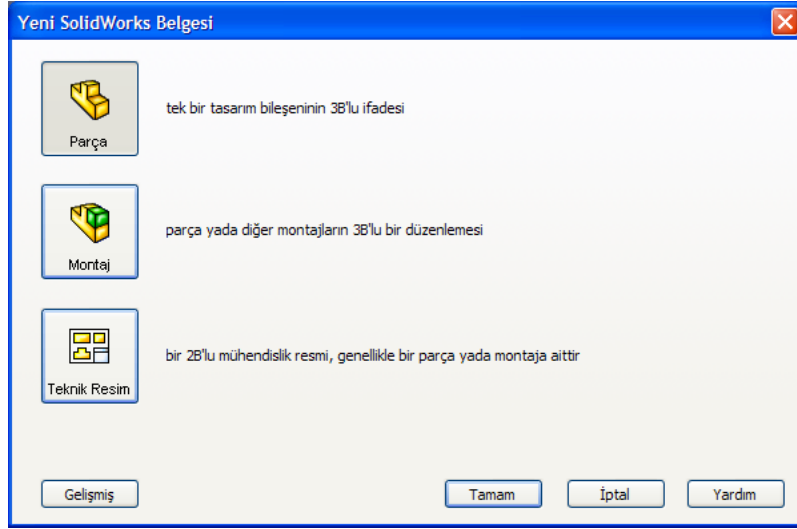 Yeni SolidWorks Belgesi
Parça
tek bir tasarım bileşeninin 3B'lu ifadesi
Montaj
parça yada diğer montajların 3B'lu bir düzenlemesi
Teknik Resim
bir 2B'lu mühendislik resmi, genellikle bir parça yada montaja aittir
Gelişmiş Tamam İptal Yardım